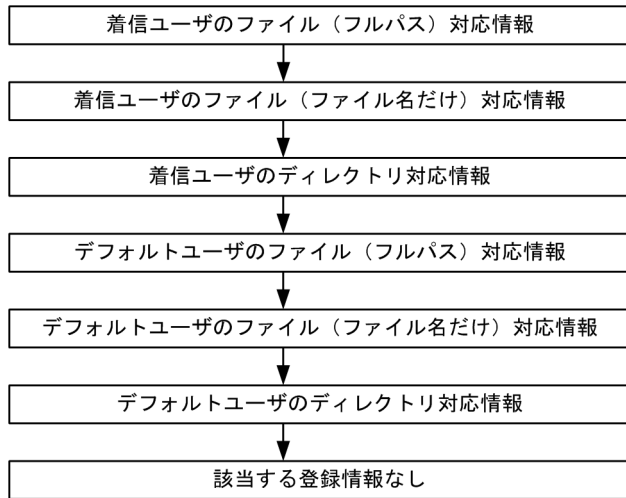 着信ユーザのファイル（フルパス）対応情報
着信ユーザのファイル（ファイル名だけ）対応情報
着信ユーザのディレクトリ対応情報
デフォルトユーザのファイル（フルパス）対応情報
デフォルトユーザのファイル（ファイル名だけ）対応情報
デフォルトユーザのディレクトリ対応情報
該当する登録情報なし